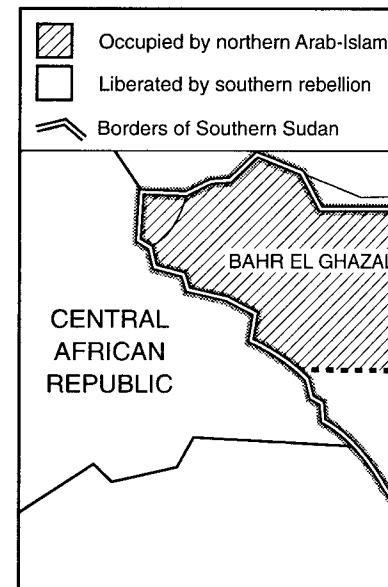 Occupied by northern Arab-Islam
Liberated by southern rebellion
Borders of Southern Sudan
BAHR EL GHAZAL
CENTRAL
AFRICAN
REPUBLIC